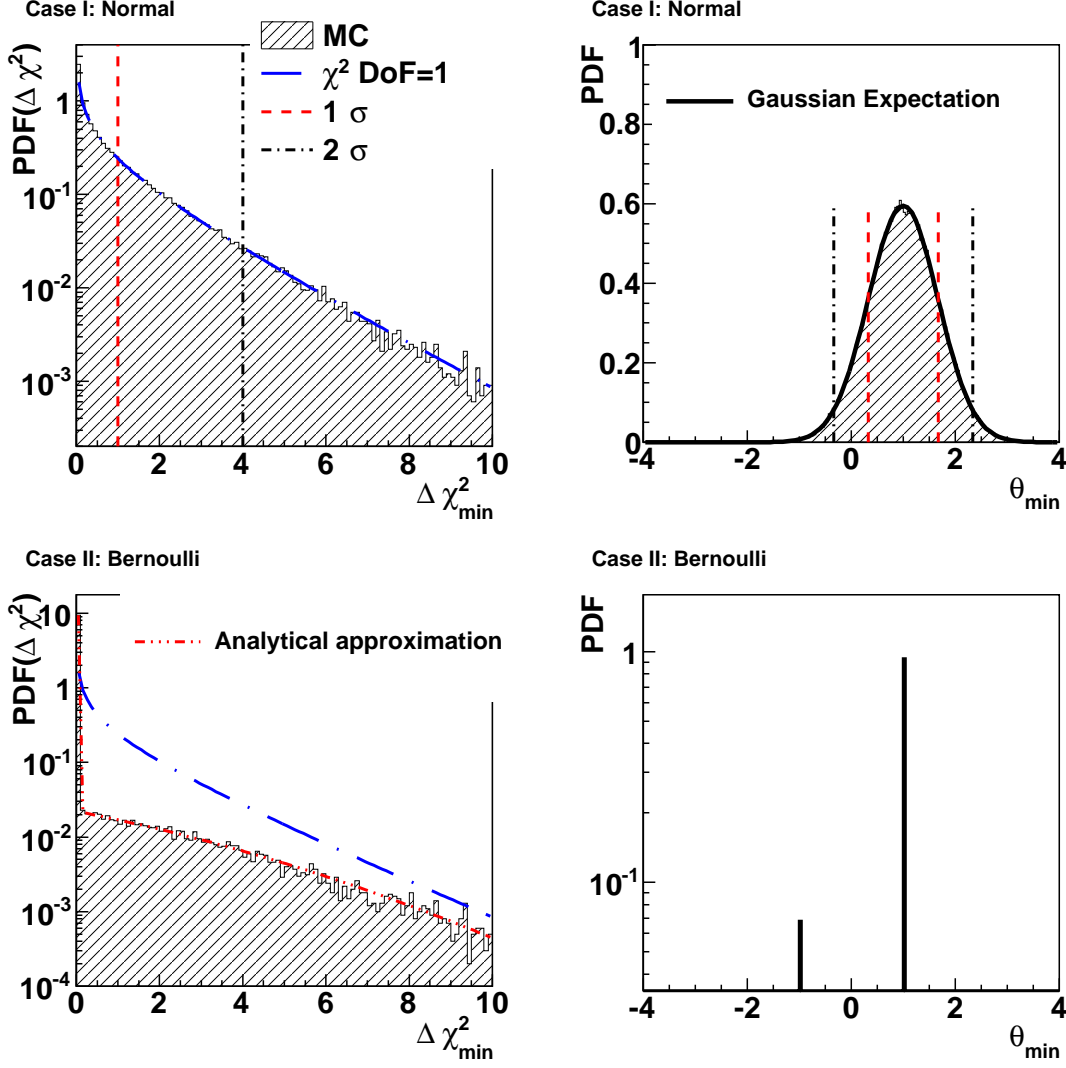 Case I: Normal
PDF(Δ χ²)
1
10⁻¹
10⁻²
10⁻³
0 2 4 6 8 10
Δ χ²min
MC
χ² DoF=1
1 σ
2 σ
Case I: Normal
PDF
1
0.8
0.6
0.4
0.2
0
-4 -2 0 2 4
θmin
Gaussian Expectation
Case II: Bernoulli
PDF(Δ χ²)
10
1
10⁻¹
10⁻²
10⁻³
10⁻⁴
0 2 4 6 8 10
Δ χ²min
Analytical approximation
Case II: Bernoulli
PDF
1
10⁻¹
-4 -2 0 2 4
θmin